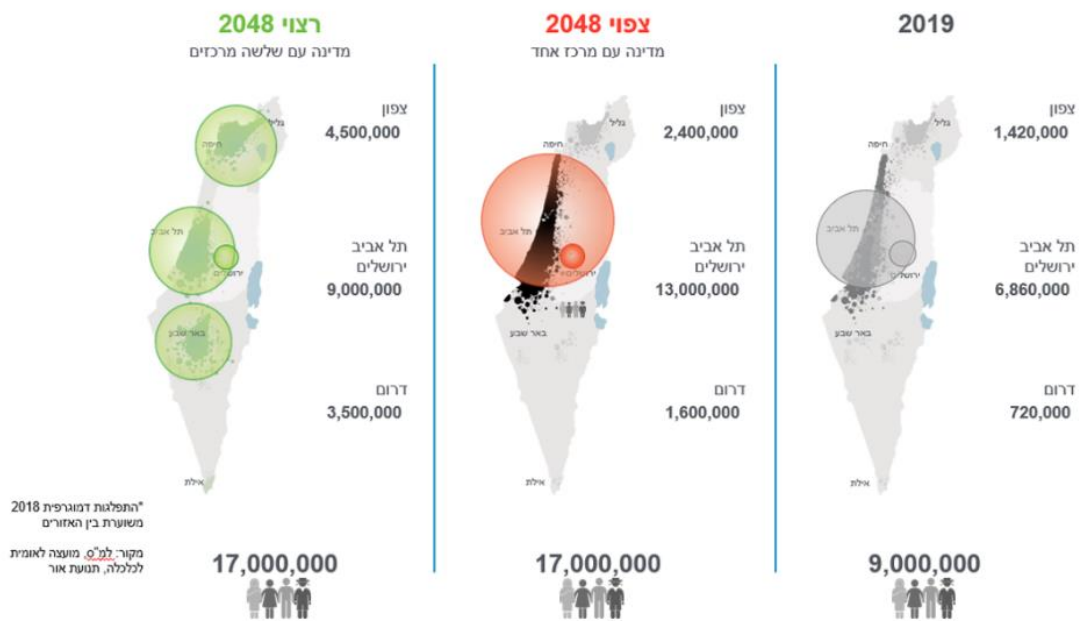 2019
צפון
1,420,000
גליל
חיפה
תל אביב
ירושלים
תל אביב
ירושלים
6,860,000
באר שבע
דרום
720,000
אילת
9,000,000
צפוי 2048
מדינה עם מרכז אחד
צפון
2,400,000
גליל
חיפה
תל אביב
ירושלים
תל אביב
ירושלים
13,000,000
באר שבע
דרום
1,600,000
אילת
17,000,000
רצוי 2048
מדינה עם שלשה מרכזים
צפון
4,500,000
גליל
חיפה
תל אביב
ירושלים
תל אביב
ירושלים
9,000,000
באר שבע
דרום
3,500,000
אילת
17,000,000
*התפלגות דמוגרפית 2018
משוערת בין האזורים
מקור: למ"ס, מועצה לאומית
לכלכלה, תנועת אור